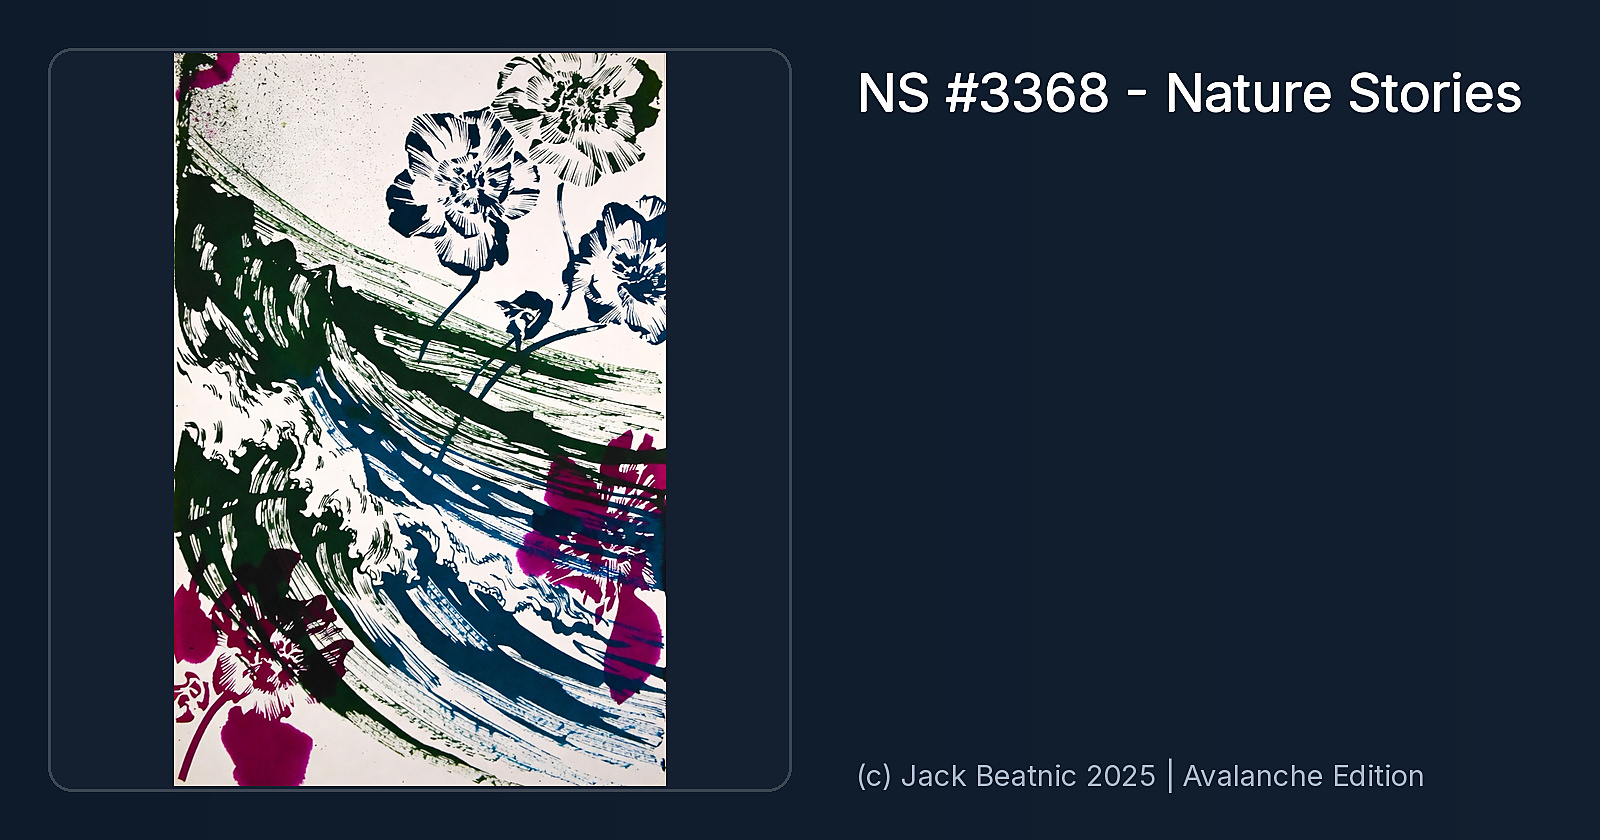 NS #3368 - Nature Stories
(c) Jack Beatnic 2025 | Avalanche Edition